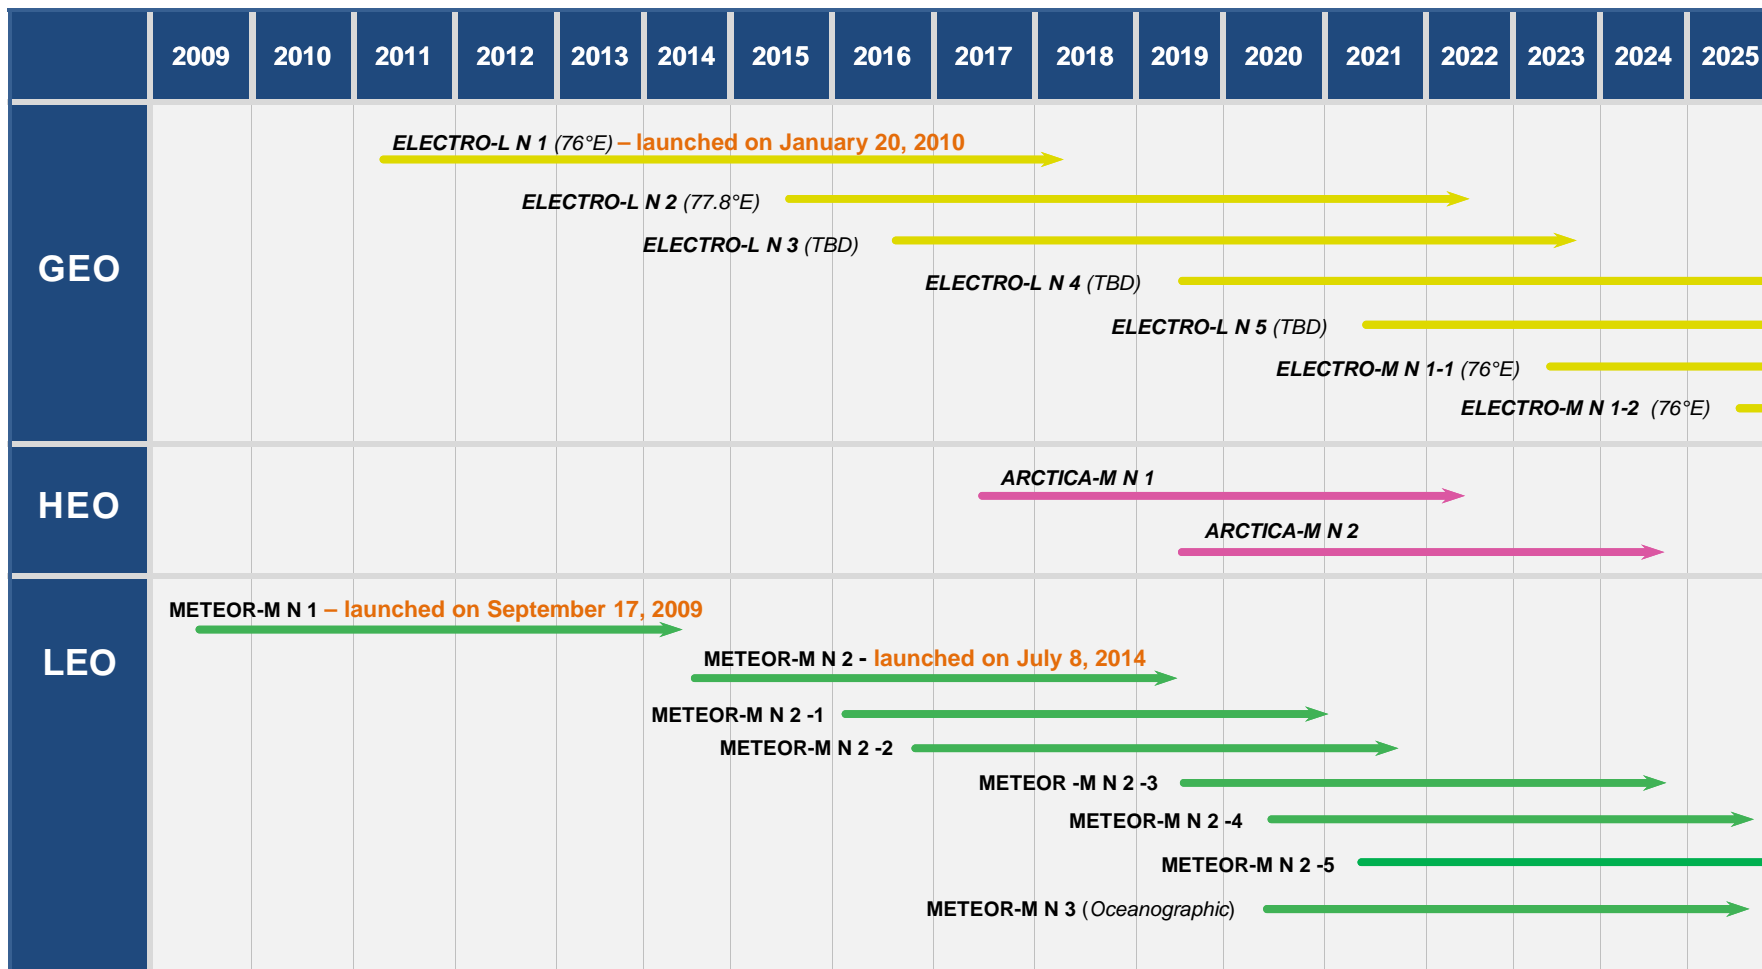 2009 2010 2011 2012 2013 2014 2015 2016 2017 2018 2019 2020 2021 2022 2023 2024 2025
GEO
ELECTRO-L N 1 (76°E) – launched on January 20, 2010
ELECTRO-L N 2 (77.8°E)
ELECTRO-L N 3 (TBD)
ELECTRO-L N 4 (TBD)
ELECTRO-L N 5 (TBD)
ELECTRO-M N 1-1 (76°E)
ELECTRO-M N 1-2 (76°E)
HEO
ARCTICA-M N 1
ARCTICA-M N 2
LEO
METEOR-M N 1 – launched on September 17, 2009
METEOR-M N 2 - launched on July 8, 2014
METEOR-M N 2 -1
METEOR-M N 2 -2
METEOR -M N 2 -3
METEOR-M N 2 -4
METEOR-M N 2 -5
METEOR-M N 3 (Oceanographic)